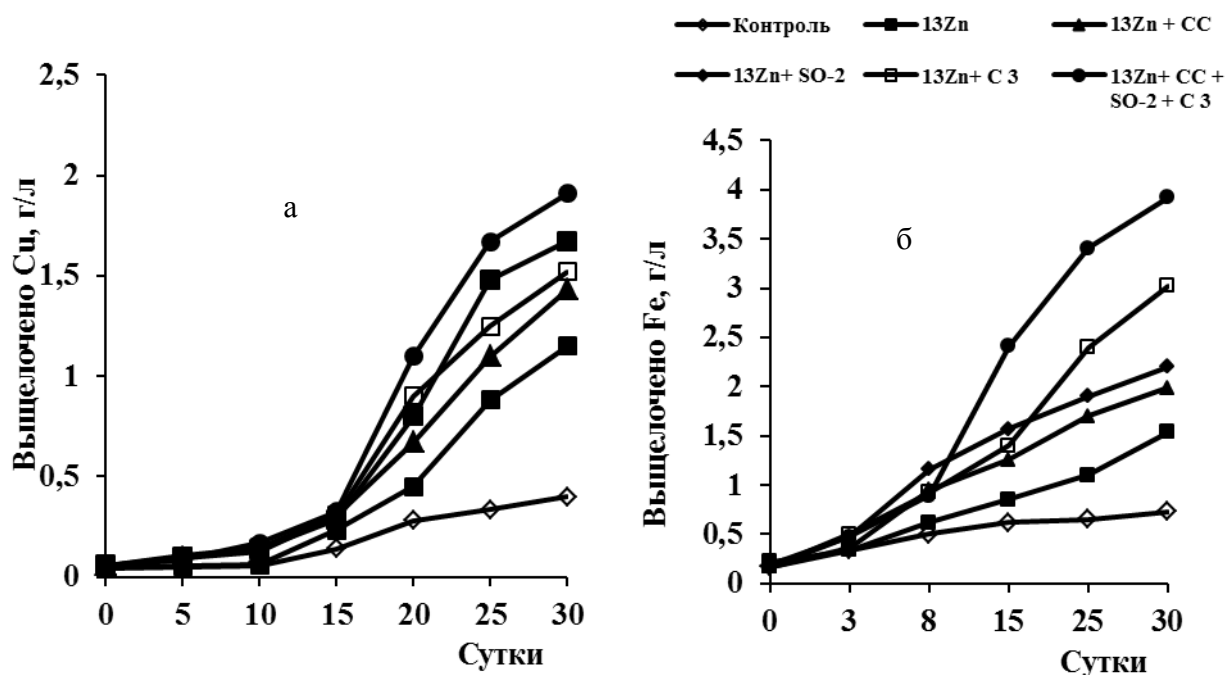 Контроль
13Zn
13Zn + CC
13Zn+ SO-2
13Zn+ C 3
13Zn+ CC +
SO-2 + C 3
Выщелочено Cu, г/л
2,5
2
1,5
1
0,5
0
а
0 5 10 15 20 25 30
Сутки
Выщелочено Fe, г/л
4,5
4
3,5
3
2,5
2
1,5
1
0,5
0
б
0 3 8 15 25 30
Сутки